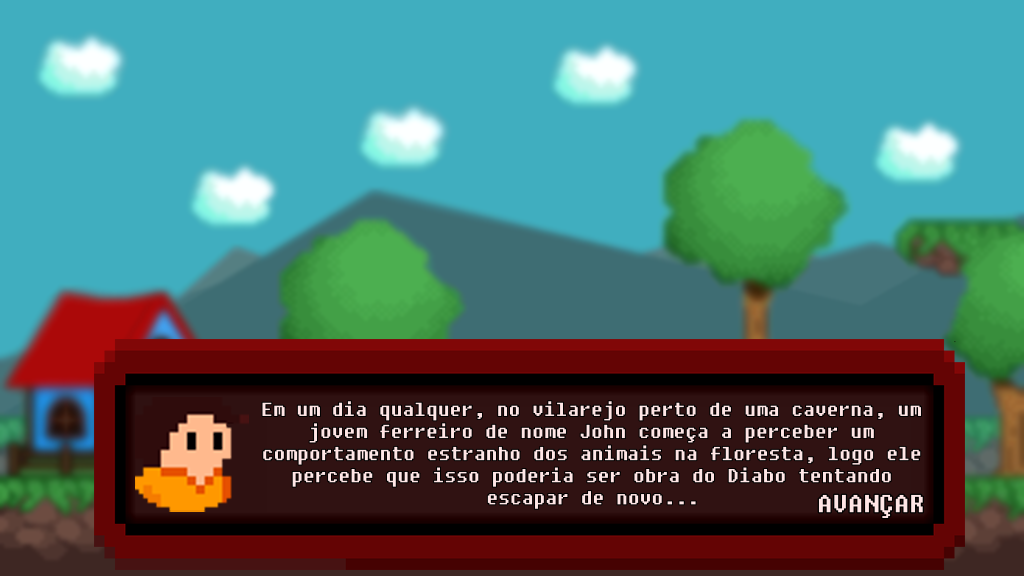 Em um dia qualquer, no vilarejo perto de uma caverna, um
jovem ferreiro de nome John começa a perceber um
comportamento estranho dos animais na floresta, logo ele
percebe que isso poderia ser obra do Diabo tentando
escapar de novo...
AVANÇAR